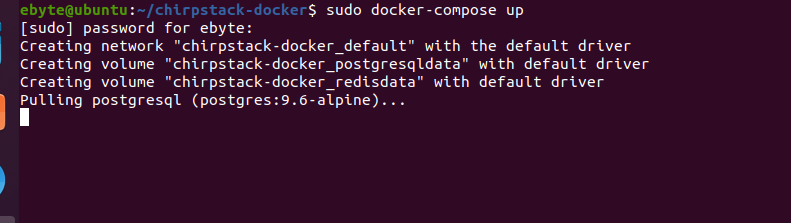 ebyte@ubuntu:~/chirpstack-docker$ sudo docker-compose up
[sudo] password for ebyte:
Creating network "chirpstack-docker_default" with the default driver
Creating volume "chirpstack-docker_postgresqldata" with default driver
Creating volume "chirpstack-docker_redisdata" with default driver
Pulling postgresql (postgres:9.6-alpine)...